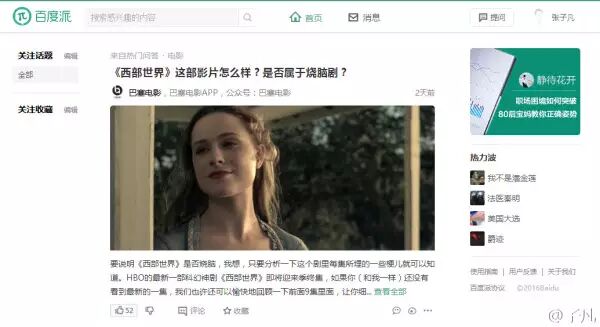 百度派
搜索感兴趣的内容
首页
消息
提问
张子凡
关注话题 编辑
全部
关注收藏 编辑
来自热门问答 · 电影
《西部世界》这部影片怎么样？是否属于烧脑剧？
巴塞电影，巴塞电影APP，公众号：巴塞电影
2天前
要说明《西部世界》是否烧脑，我想，只要分析一下这个剧里每集所埋的一些梗儿就可以知
道。HBO的最新一部科幻神剧《西部世界》即将迎来季终集，如果你（和我一样）还没有
看到最新的一集，我们也许还可以愉快地回顾一下前面9集里面，让你细... 查看全部
52
评论
收藏
静待花开
职场困境如何突破
80后宝妈教你正确姿势
热力波
我不是潘金莲
法医秦明
美国大选
爵迹
使用指南 | 用户反馈 | 关于我们
百度派协议 ©2016Baidu
@子凡